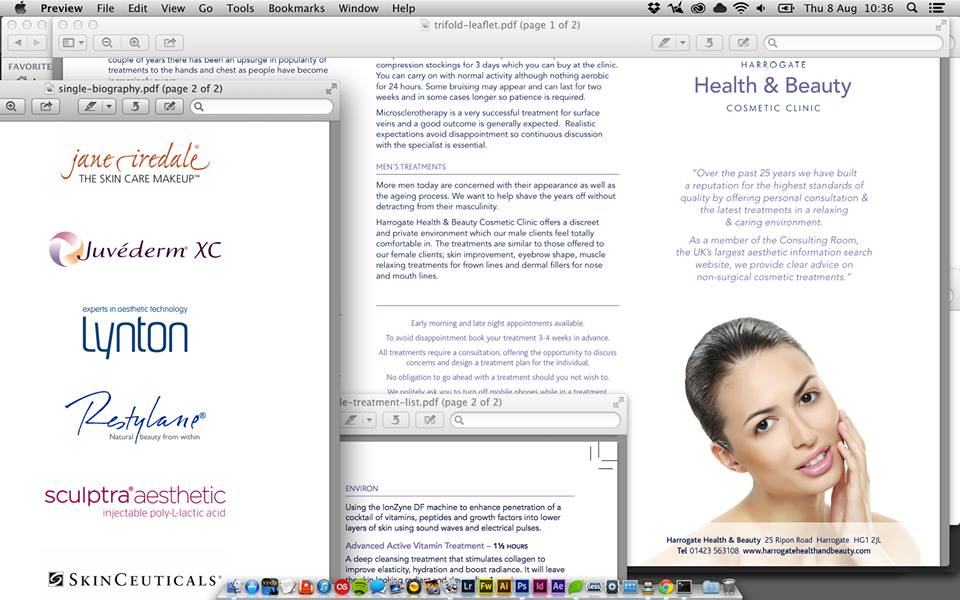 Preview File Edit View Go Tools Bookmarks Window Help
Thu 8 Aug 10:36
trifold-leaflet.pdf (page 1 of 2)
FAVORITE
couple of years there has been an upsurge in popularity of
treatments to the hands and chest as people have become
single-biography.pdf (page 2 of 2)
jane iredale®
THE SKIN CARE MAKEUP™
Juvéderm® XC
experts in aesthetic technology
Lynton
Restylane®
Natural beauty from within
sculptra® aesthetic
injectable poly-L-lactic acid
SKINCEUTICALS®
compression stockings for 3 days which you can buy at the clinic.
You can carry on with normal activity although nothing aerobic
for 24 hours. Some bruising may appear and can last for two
weeks and in some cases longer so patience is required.
Microsclerotherapy is a very successful treatment for surface
veins and a good outcome is generally expected. Realistic
expectations avoid disappointment so continuous discussion
with the specialist is essential.
MEN'S TREATMENTS
More men today are concerned with their appearance as well as
the ageing process. We want to help shave the years off without
detracting from their masculinity.
Harrogate Health & Beauty Cosmetic Clinic offers a discreet
and private environment which our male clients feel totally
comfortable in. The treatments are similar to those offered to
our female clients; skin improvement, eyebrow shape, muscle
relaxing treatments for frown lines and dermal fillers for nose
and mouth lines.
Early morning and late night appointments available.
To avoid disappointment book your treatment 3-4 weeks in advance.
All treatments require a consultation, offering the opportunity to discuss
concerns and design a treatment plan for the individual.
No obligation to go ahead with a treatment should you not wish to.
We politely ask you to turn off mobile phones while in a treatment
le-treatment-list.pdf (page 2 of 2)
ENVIRON
Using the IonZyne DF machine to enhance penetration of a
cocktail of vitamins, peptides and growth factors into lower
layers of skin using sound waves and electrical pulses.
Advanced Active Vitamin Treatment – 1½ HOURS
A deep cleansing treatment that stimulates collagen to
improve elasticity, hydration and boost radiance. It will leave
HARROGATE
Health & Beauty
COSMETIC CLINIC
“Over the past 25 years we have built
a reputation for the highest standards of
quality by offering personal consultation &
the latest treatments in a relaxing
& caring environment.
As a member of the Consulting Room,
the UK's largest aesthetic information search
website, we provide clear advice on
non-surgical cosmetic treatments.”
Harrogate Health & Beauty 25 Ripon Road Harrogate HG1 2JL
Tel 01423 563108 www.harrogatehealthandbeauty.com
Lr Fw Ai Ps Id Ae less